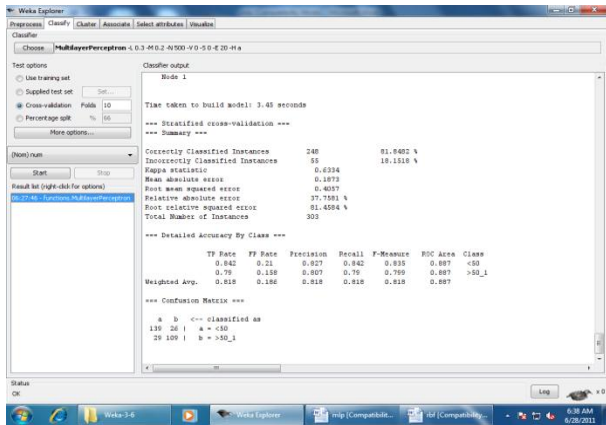 Weka Explorer
Preprocess Classify Cluster Associate Select attributes Visualize
Classifier
Choose MultilayerPerceptron -L 0.3 -M 0.2 -N 500 -V 0 -S 0 -E 20 -H a
Test options
Use training set
Supplied test set Set...
Cross-validation Folds 10
Percentage split % 66
More options...
(Nom) num
Start Stop
Result list (right-click for options)
06:27:46 - functions.MultilayerPerceptron
Classifier output
Node 1
Time taken to build model: 3.45 seconds
=== Stratified cross-validation ===
=== Summary ===
Correctly Classified Instances 248 81.8482 %
Incorrectly Classified Instances 55 18.1518 %
Kappa statistic 0.6334
Mean absolute error 0.1873
Root mean squared error 0.4057
Relative absolute error 37.7581 %
Root relative squared error 81.4584 %
Total Number of Instances 303
=== Detailed Accuracy By Class ===
TP Rate FP Rate Precision Recall F-Measure ROC Area Class
0.842 0.21 0.827 0.842 0.835 0.887 <50
0.79 0.158 0.807 0.79 0.799 0.887 >50_1
Weighted Avg. 0.818 0.186 0.818 0.818 0.818 0.887
=== Confusion Matrix ===
a b <-- classified as
139 26 | a = <50
29 109 | b = >50_1
Status
OK
Log x 0
Weka-3-6
Weka Explorer
mlp [Compatibilit...
rbf [Compatibility...
6:38 AM
6/28/2011